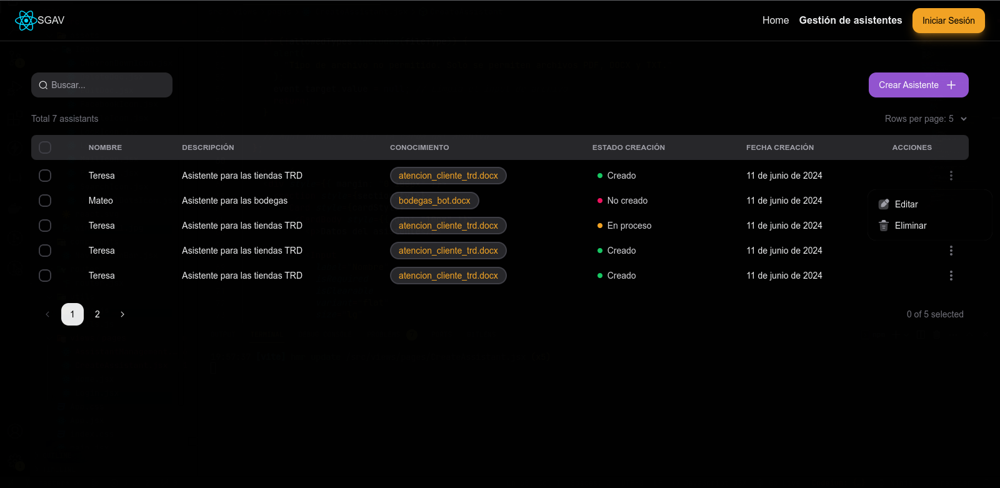 SGAV Home Gestión de asistentes Iniciar Sesión
Buscar... Crear Asistente
Total 7 assistants Rows per page: 5
NOMBRE DESCRIPCIÓN CONOCIMIENTO ESTADO CREACIÓN FECHA CREACIÓN ACCIONES
Teresa Asistente para las tiendas TRD atencion_cliente_trd.docx Creado 11 de junio de 2024
Mateo Asistente para las bodegas bodegas_bot.docx No creado 11 de junio de 2024
Editar
Teresa Asistente para las tiendas TRD atencion_cliente_trd.docx En proceso 11 de junio de 2024
Eliminar
Teresa Asistente para las tiendas TRD atencion_cliente_trd.docx Creado 11 de junio de 2024
Teresa Asistente para las tiendas TRD atencion_cliente_trd.docx Creado 11 de junio de 2024
1 2 0 of 5 selected